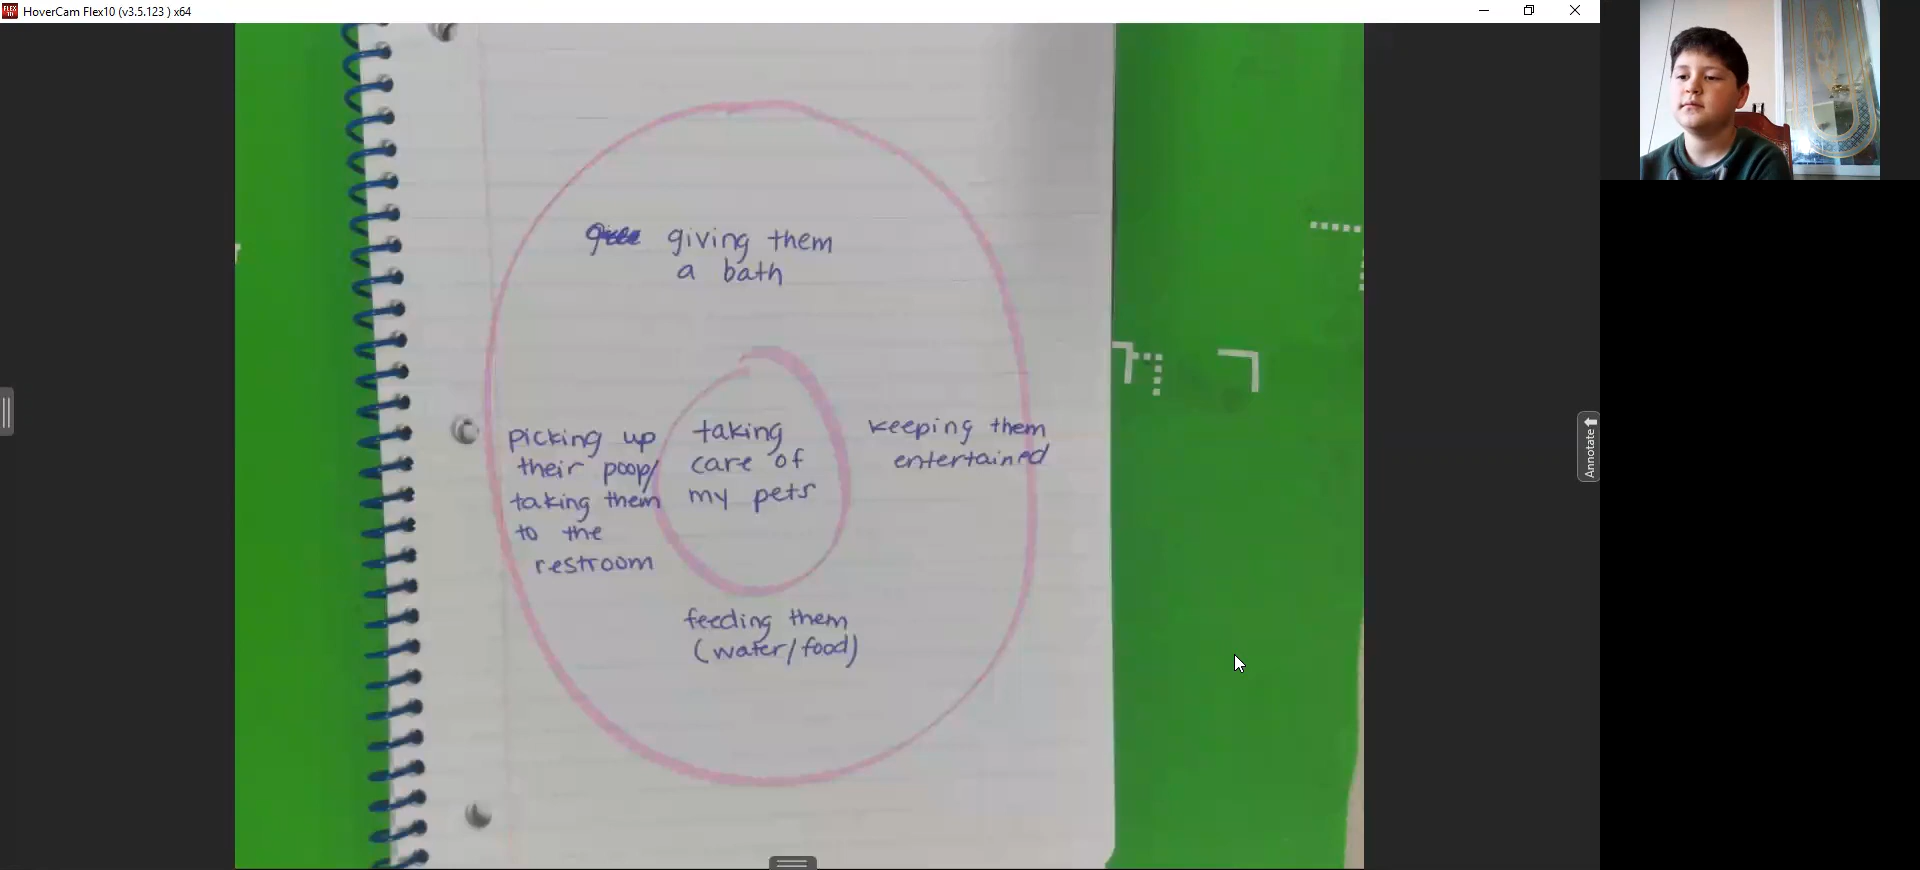 HoverCam Flex10 (v3.5.123) x64
giving them
a bath
picking up
their poop/
taking them
to the
restroom
taking
care of
my pets
keeping them
entertained
feeding them
(water/food)
Annotate